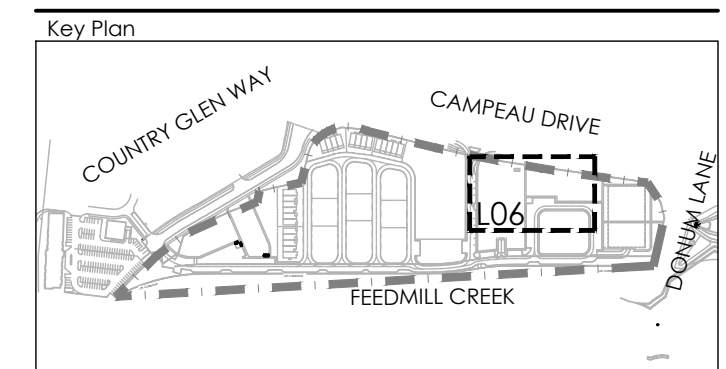 Key Plan
COUNTRY GLEN WAY
CAMPEAU DRIVE
DONUM LANE
L06
FEEDMILL CREEK